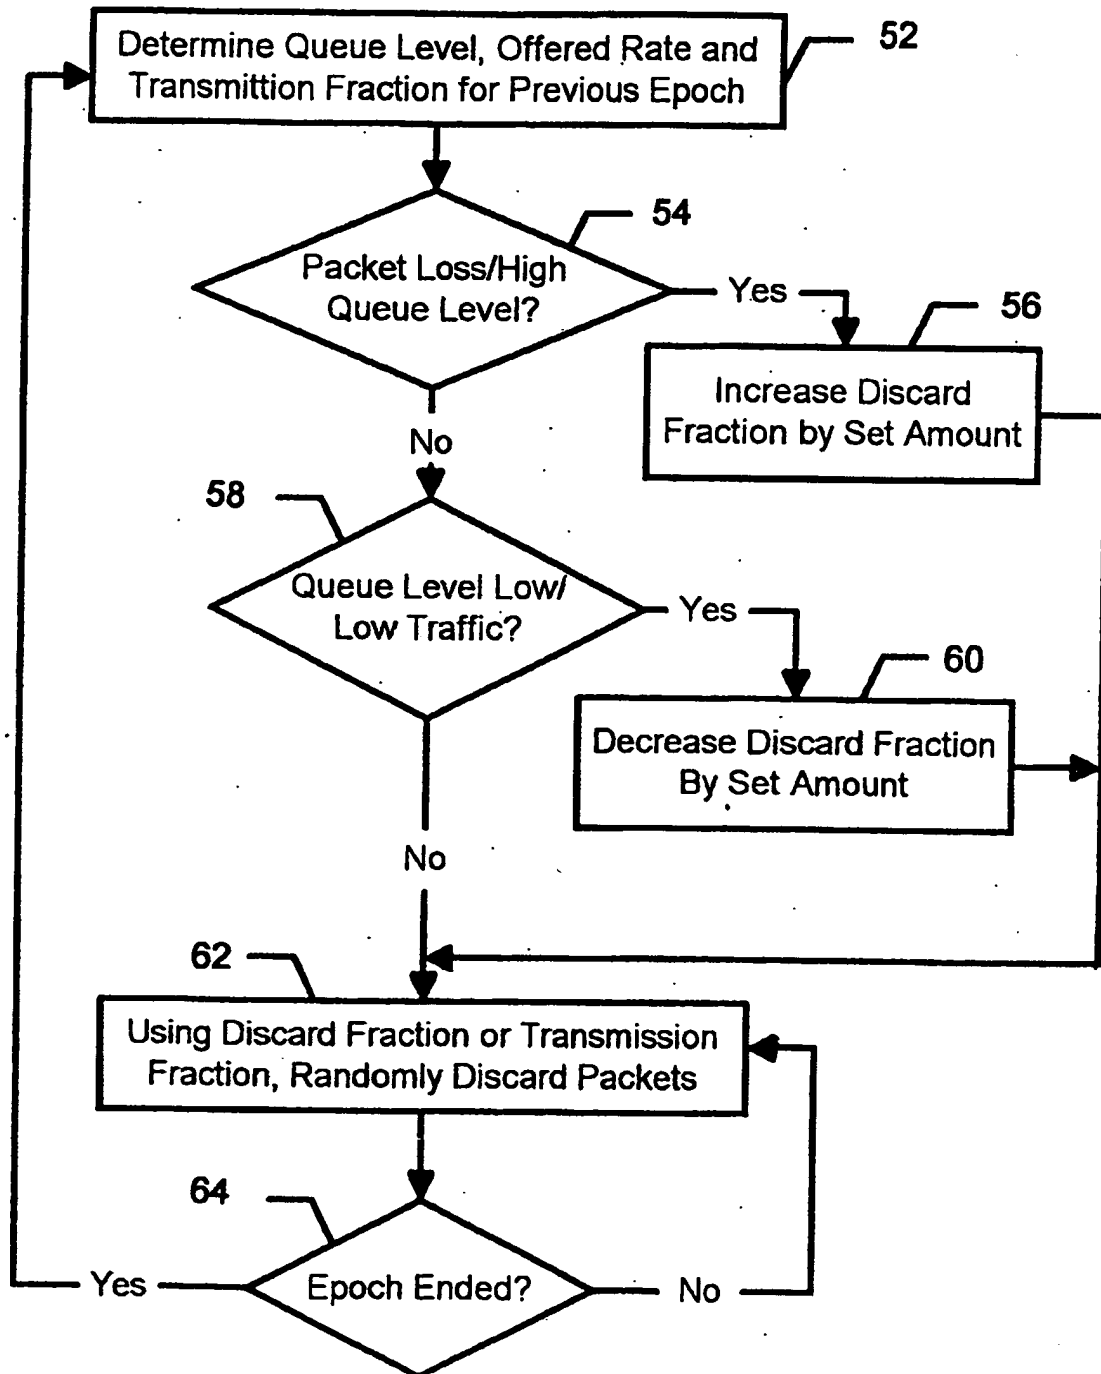 Determine Queue Level, Offered Rate and
Transmittion Fraction for Previous Epoch
52
54
Packet Loss/High
Queue Level?
Yes
56
Increase Discard
Fraction by Set Amount
No
58
Queue Level Low/
Low Traffic?
Yes
60
Decrease Discard Fraction
By Set Amount
No
62
Using Discard Fraction or Transmission
Fraction, Randomly Discard Packets
64
Epoch Ended?
Yes
No